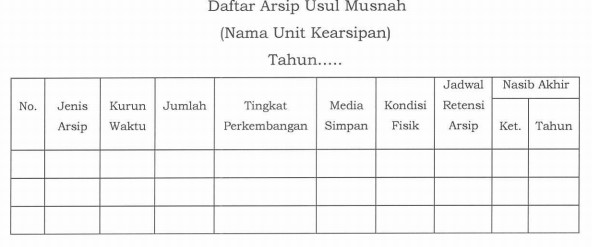 Daftar Arsip Usul Musnah
(Nama Unit Kearsipan)
Tahun.....
No. Jenis Arsip Kurun Waktu Jumlah Tingkat Perkembangan Media Simpan Kondisi Fisik Jadwal Retensi Arsip Nasib Akhir
Ket. Tahun